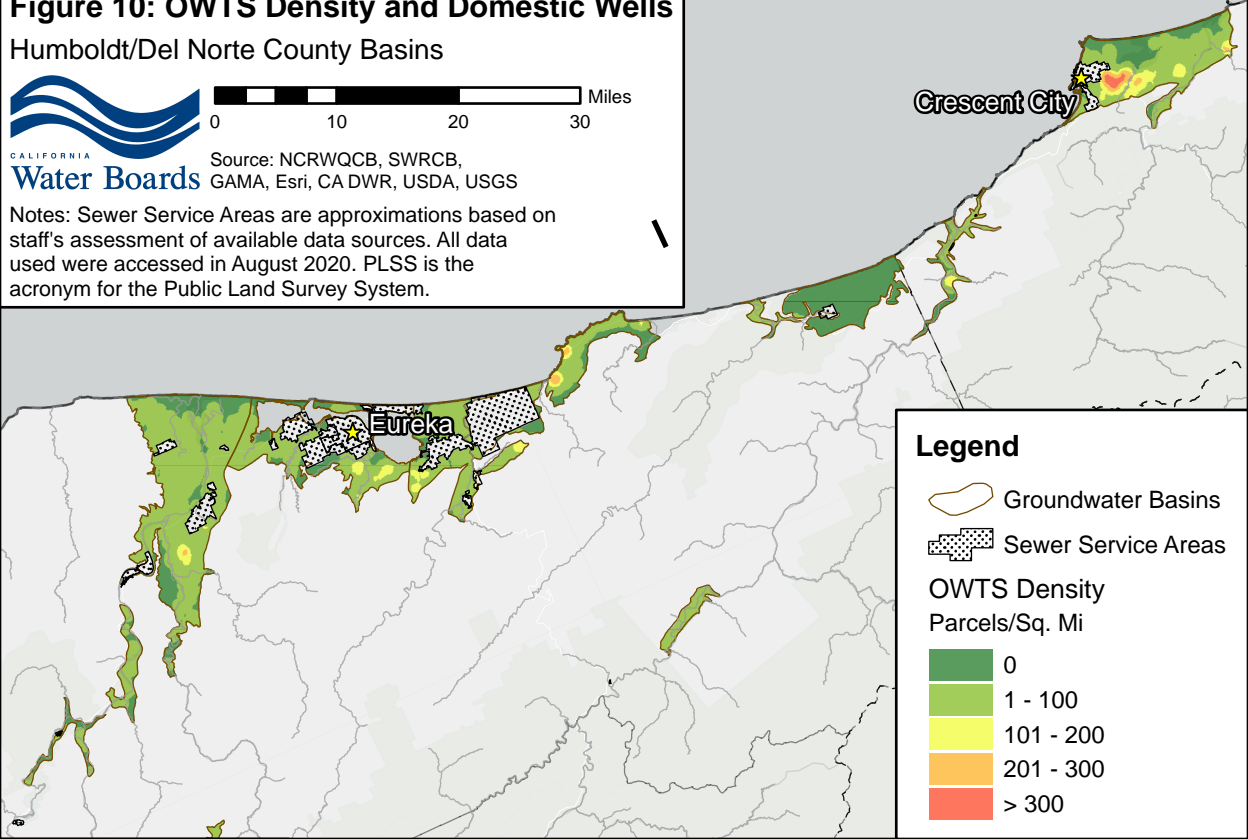 Figure 10: OWTS Density and Domestic Wells
Humboldt/Del Norte County Basins
CALIFORNIA
Water Boards
Miles
0 10 20 30
Source: NCRWQCB, SWRCB,
GAMA, Esri, CA DWR, USDA, USGS
Notes: Sewer Service Areas are approximations based on
staff's assessment of available data sources. All data
used were accessed in August 2020. PLSS is the
acronym for the Public Land Survey System.
Crescent City
Eureka
Legend
Groundwater Basins
Sewer Service Areas
OWTS Density
Parcels/Sq. Mi
0
1 - 100
101 - 200
201 - 300
> 300